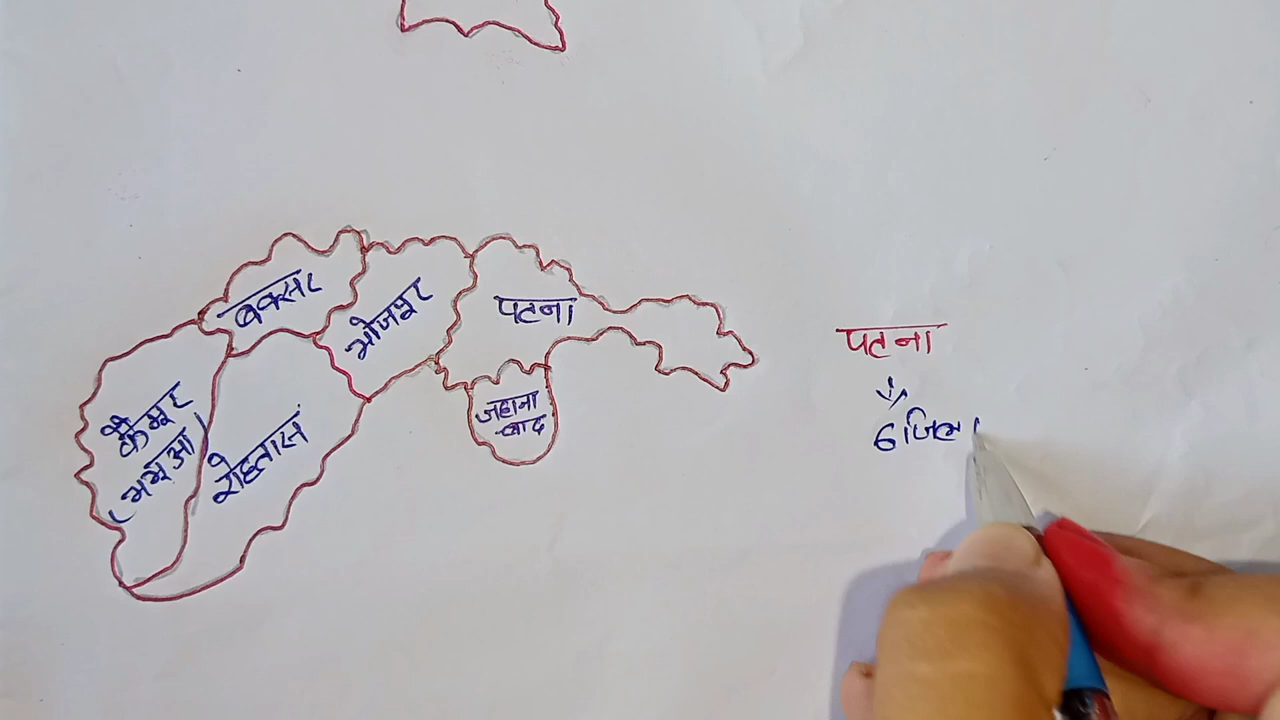 बक्सर
भोजपुर
पटना
कैमूर
(भभुआ)
रोहतास
जहाना
बाद
पटना
6 जिला